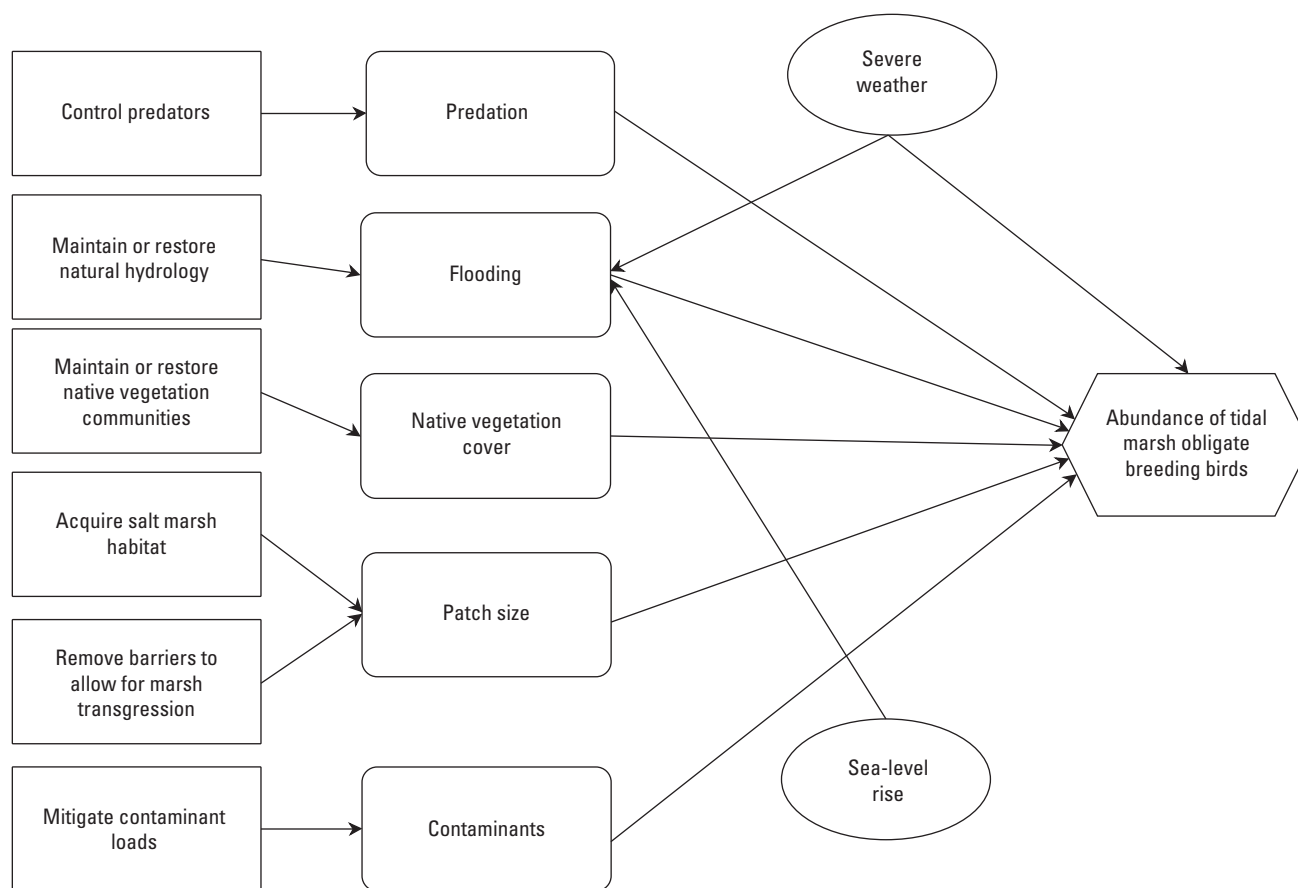 Control predators
Predation
Severe
weather
Maintain or restore
natural hydrology
Flooding
Maintain or restore
native vegetation
communities
Native vegetation
cover
Abundance of tidal
marsh obligate
breeding birds
Acquire salt marsh
habitat
Patch size
Remove barriers to
allow for marsh
transgression
Sea-level
rise
Mitigate contaminant
loads
Contaminants